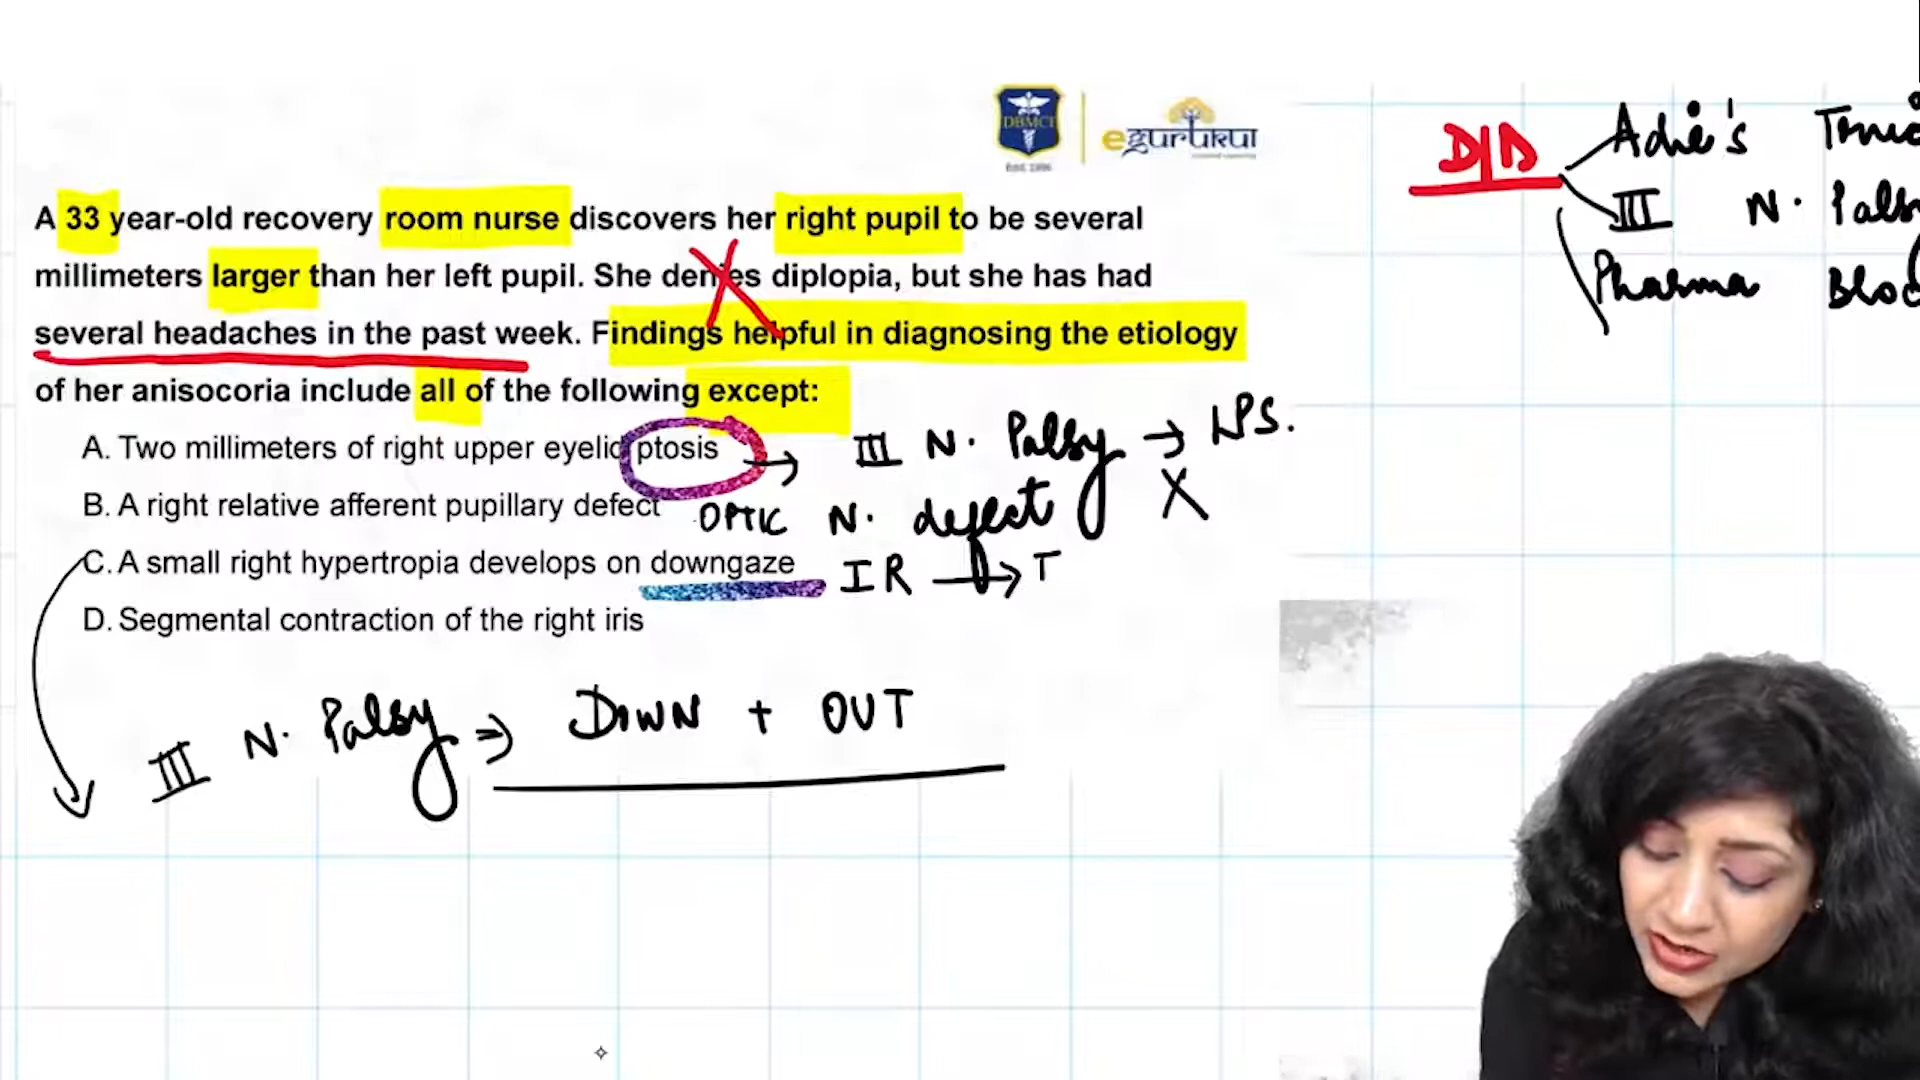 DBMCI
Estd. 1996
egurukul
D|D
Adie's
III N. Palsy
Pharma
A 33 year-old recovery room nurse discovers her right pupil to be several
millimeters larger than her left pupil. She denies diplopia, but she has had
several headaches in the past week. Findings helpful in diagnosing the etiology
of her anisocoria include all of the following except:
A. Two millimeters of right upper eyelid ptosis → III N. Palsy → LPS.
B. A right relative afferent pupillary defect OPTIC N. defect X
C. A small right hypertropia develops on downgaze IR → T
D. Segmental contraction of the right iris
III N. Palsy ⇒ DOWN + OUT